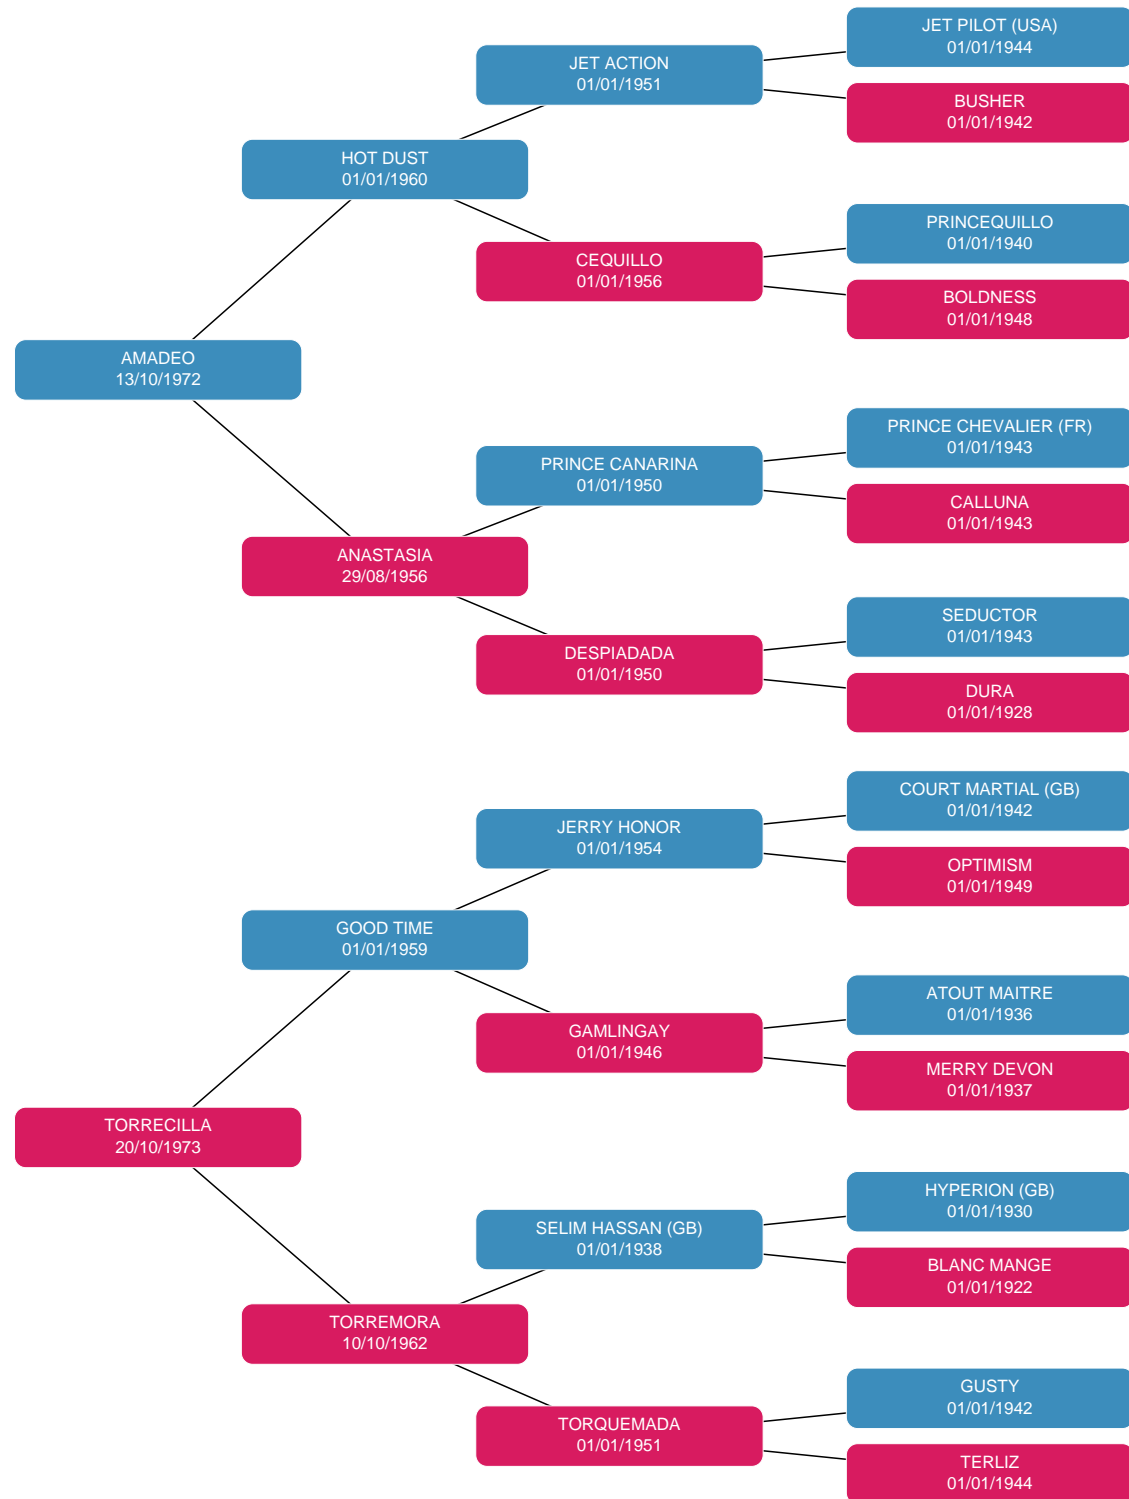 JET PILOT (USA)
01/01/1944
JET ACTION
01/01/1951
BUSHER
01/01/1942
HOT DUST
01/01/1960
PRINCEQUILLO
01/01/1940
CEQUILLO
01/01/1956
BOLDNESS
01/01/1948
AMADEO
13/10/1972
PRINCE CHEVALIER (FR)
01/01/1943
PRINCE CANARINA
01/01/1950
CALLUNA
01/01/1943
ANASTASIA
29/08/1956
SEDUCTOR
01/01/1943
DESPIADADA
01/01/1950
DURA
01/01/1928
COURT MARTIAL (GB)
01/01/1942
JERRY HONOR
01/01/1954
OPTIMISM
01/01/1949
GOOD TIME
01/01/1959
ATOUT MAITRE
01/01/1936
GAMLINGAY
01/01/1946
MERRY DEVON
01/01/1937
TORRECILLA
20/10/1973
HYPERION (GB)
01/01/1930
SELIM HASSAN (GB)
01/01/1938
BLANC MANGE
01/01/1922
TORREMORA
10/10/1962
GUSTY
01/01/1942
TORQUEMADA
01/01/1951
TERLIZ
01/01/1944